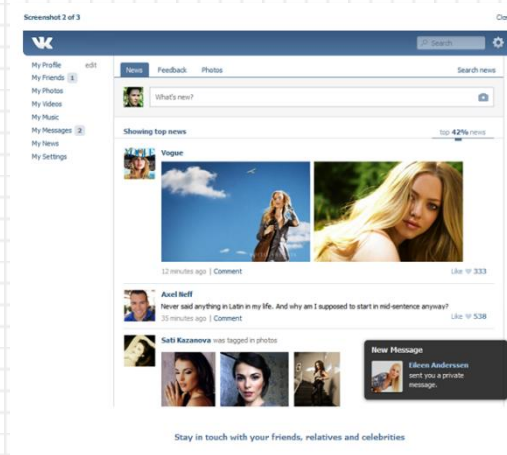 Screenshot 2 of 3
Search
My Profile edit
My Friends 1
My Photos
My Videos
My Music
My Messages 2
My News
My Settings
News Feedback Photos Search news
What's new?
Showing top news top 42% news
Vogue
12 minutes ago | Comment Like 333
Axel Neff
Never said anything in Latin in my life. And why am I supposed to start in mid-sentence anyway?
35 minutes ago | Comment Like 538
Sati Kazanova was tagged in photos
New Message
Eileen Anderssen
sent you a private
message.
Stay in touch with your friends, relatives and celebrities